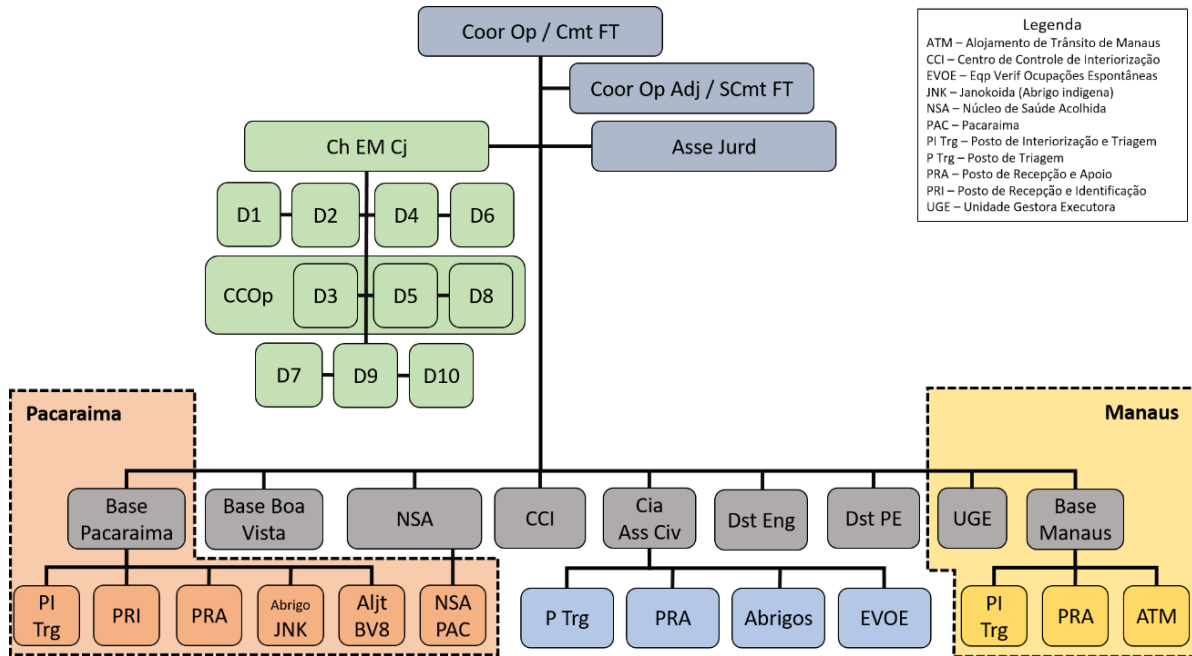 Coor Op / Cmt FT
Coor Op Adj / SCmt FT
Ch EM Cj
Asse Jurd
Legenda
ATM – Alojamento de Trânsito de Manaus
CCI – Centro de Controle de Interiorização
EVOE – Eqp Verif Ocupações Espontâneas
JNK – Janokoida (Abrigo indigena)
NSA – Núcleo de Saúde Acolhida
PAC – Pacaraima
PI Trg – Posto de Interiorização e Triagem
P Trg – Posto de Triagem
PRA – Posto de Recepção e Apoio
PRI – Posto de Recepção e Identificação
UGE – Unidade Gestora Executora
D1
D2
D4
D6
CCOp
D3
D5
D8
D7
D9
D10
Pacaraima
Manaus
Base
Pacaraima
Base Boa
Vista
NSA
CCI
Cia
Ass Civ
Dst Eng
Dst PE
UGE
Base
Manaus
PI
Trg
PRI
PRA
Abrigo
JNK
Aljt
BV8
NSA
PAC
P Trg
PRA
Abrigos
EVOE
PI
Trg
PRA
ATM